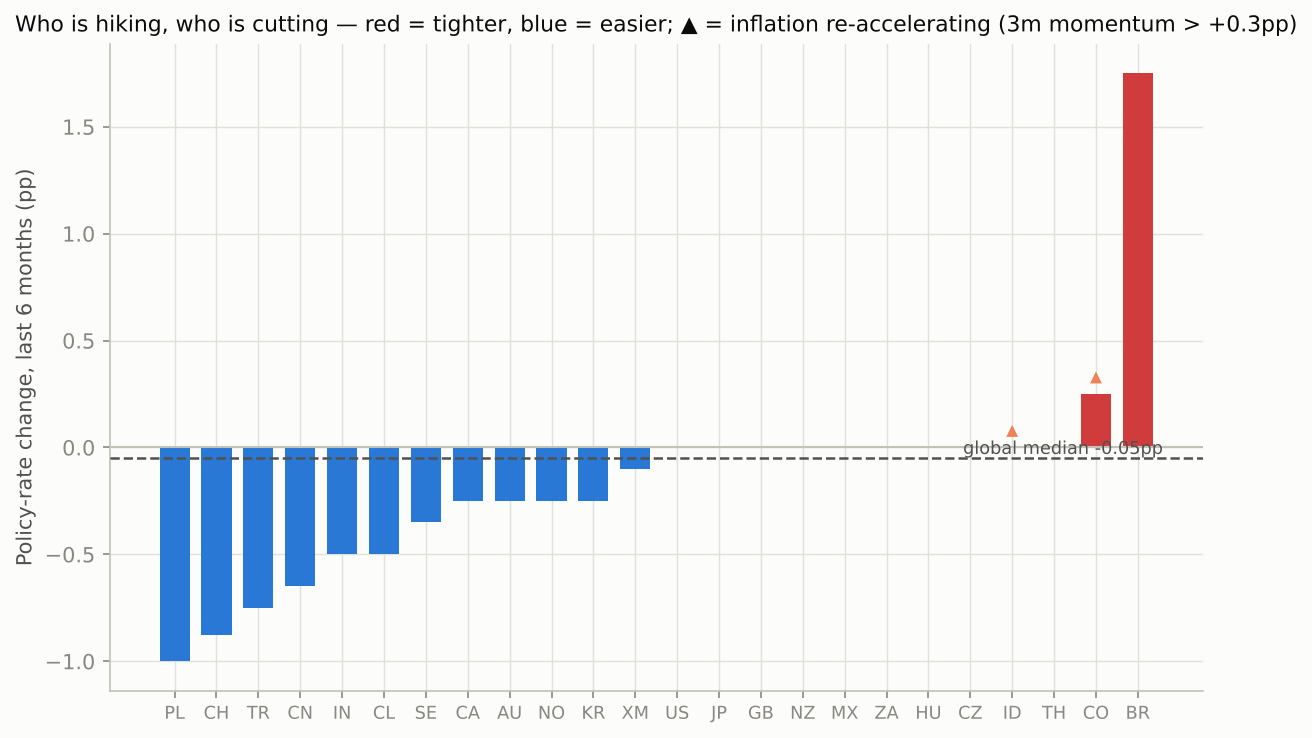 Who is hiking, who is cutting — red = tighter, blue = easier; ▲ = inflation re-accelerating (3m momentum > +0.3pp)
Policy-rate change, last 6 months (pp)
1.5
1.0
0.5
0.0
−0.5
−1.0
global median -0.05pp
PL CH TR CN IN CL SE CA AU NO KR XM US JP GB NZ MX ZA HU CZ ID TH CO BR